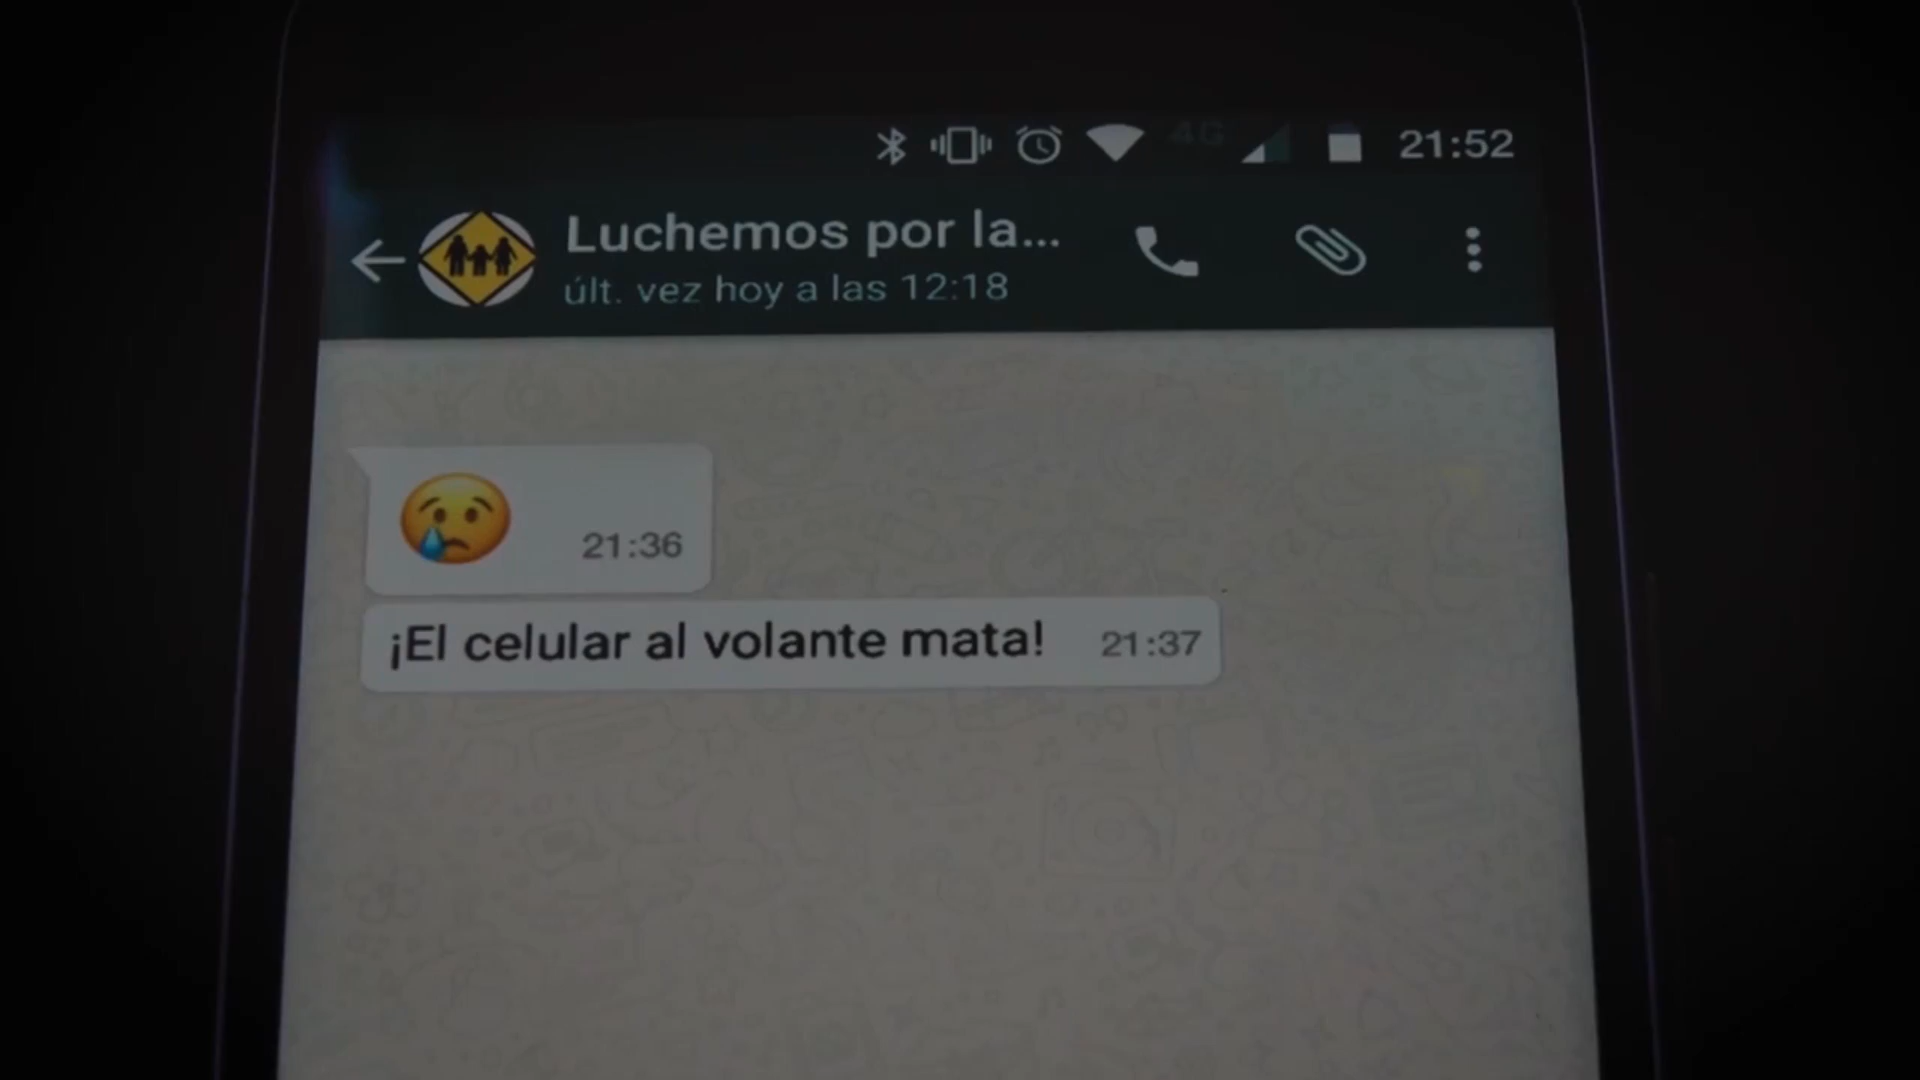 4G 21:52
Luchemos por la...
últ. vez hoy a las 12:18
21:36
¡El celular al volante mata! 21:37